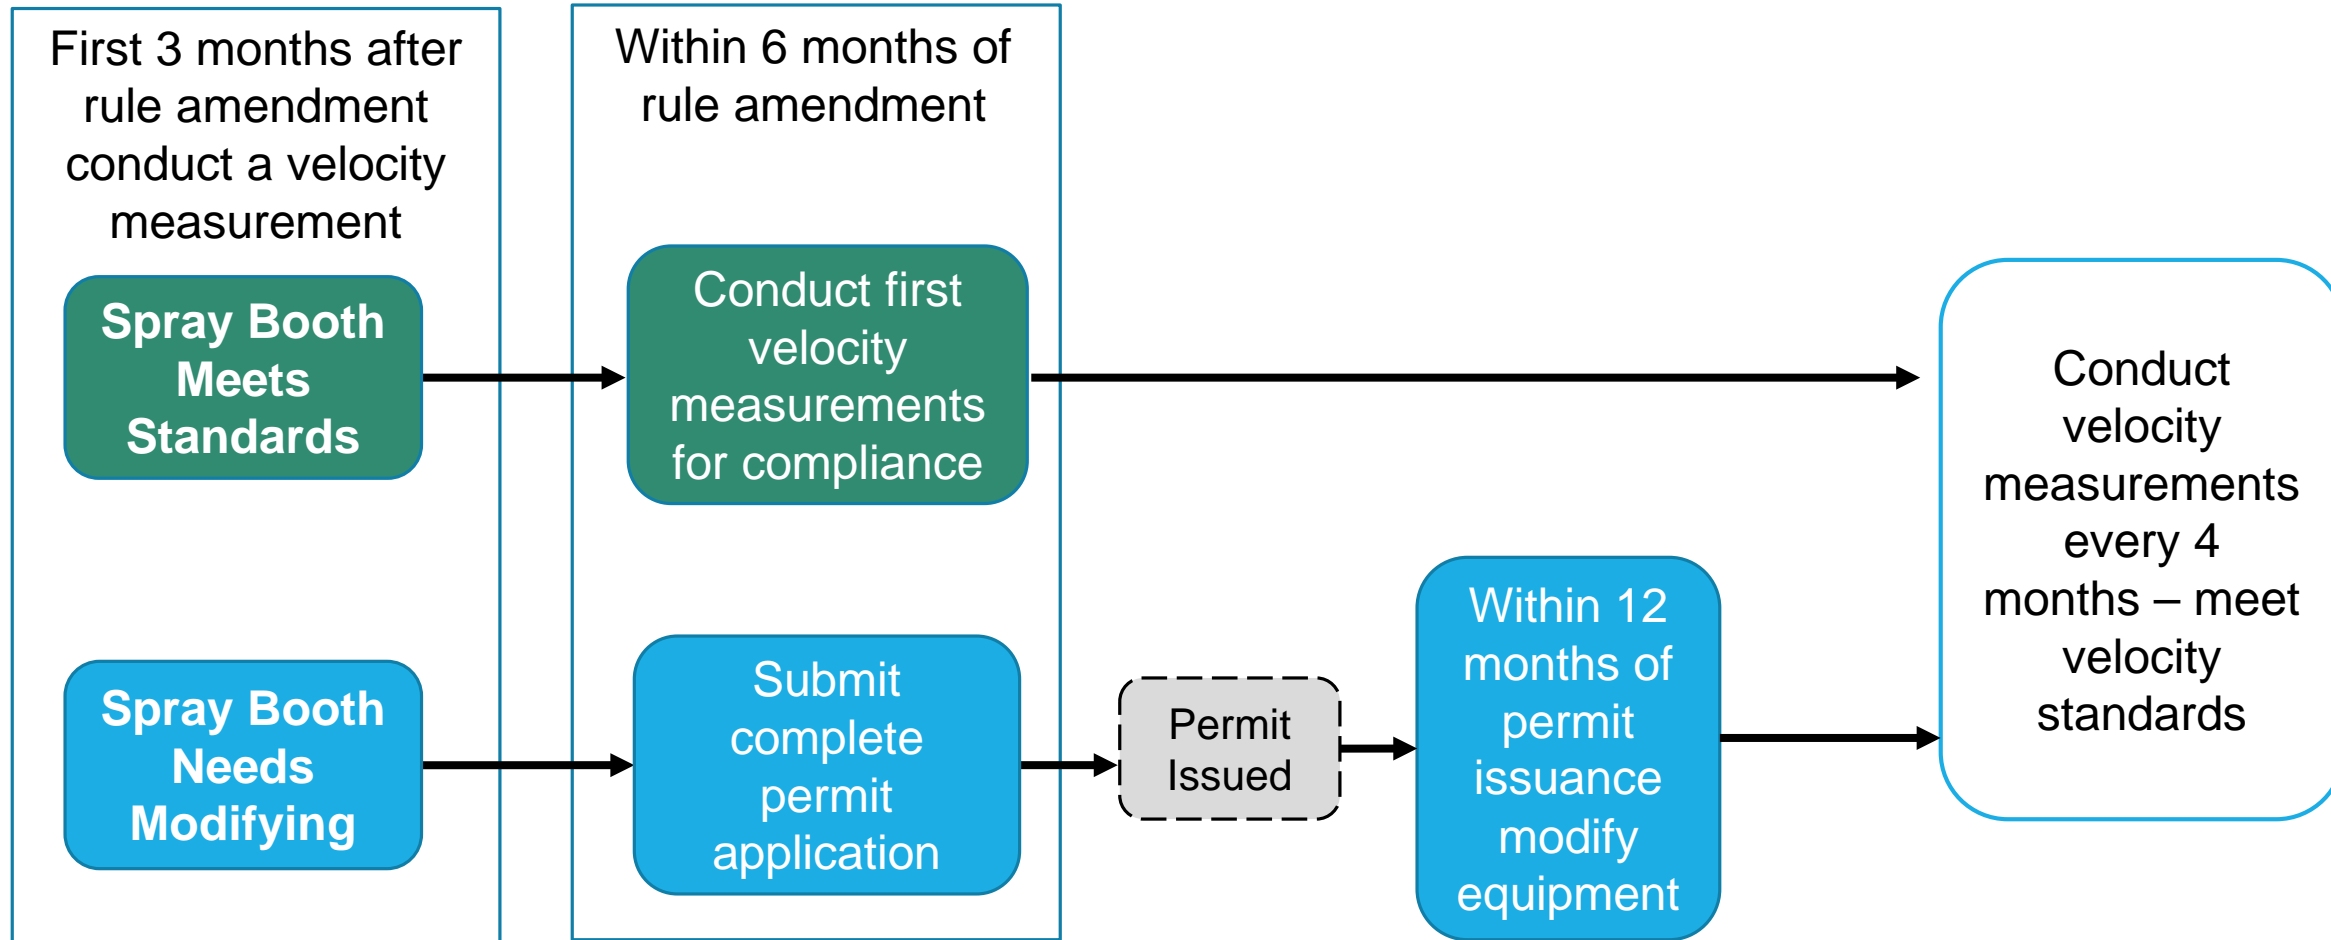 First 3 months after
rule amendment
conduct a velocity
measurement
Spray Booth
Meets
Standards
Spray Booth
Needs
Modifying
Within 6 months of
rule amendment
Conduct first
velocity
measurements
for compliance
Submit
complete
permit
application
Permit
Issued
Within 12
months of
permit
issuance
modify
equipment
Conduct
velocity
measurements
every 4
months – meet
velocity
standards